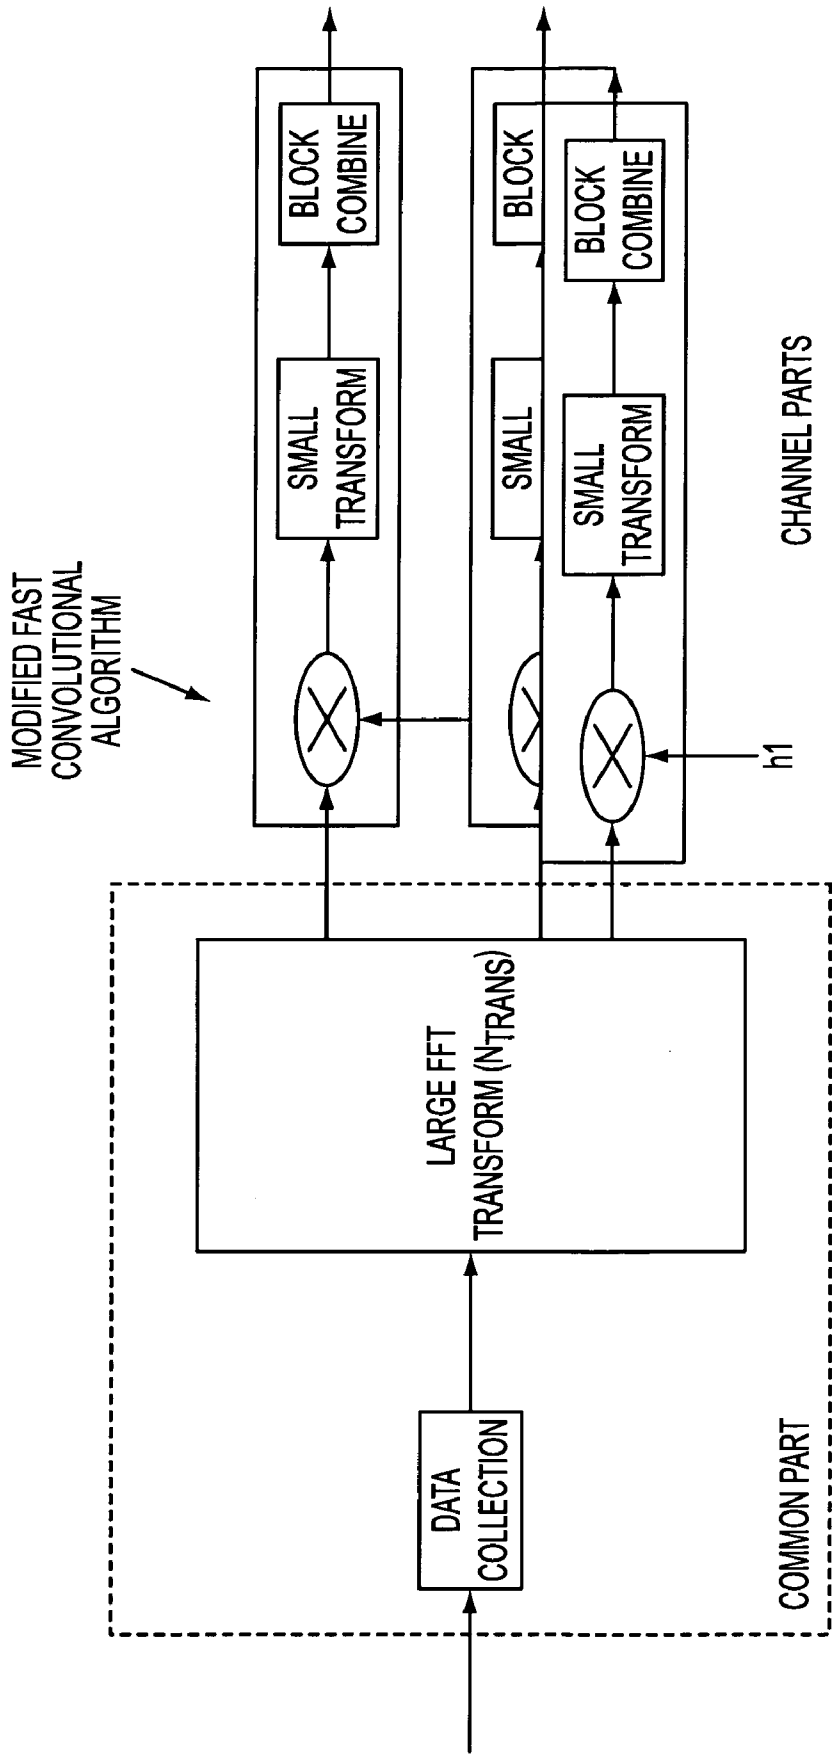 MODIFIED FAST
CONVOLUTIONAL
ALGORITHM
DATA
COLLECTION
LARGE FFT
TRANSFORM (NTRANS)
SMALL
TRANSFORM
BLOCK
COMBINE
SMALL
BLOCK
SMALL
TRANSFORM
BLOCK
COMBINE
h1
COMMON PART
CHANNEL PARTS